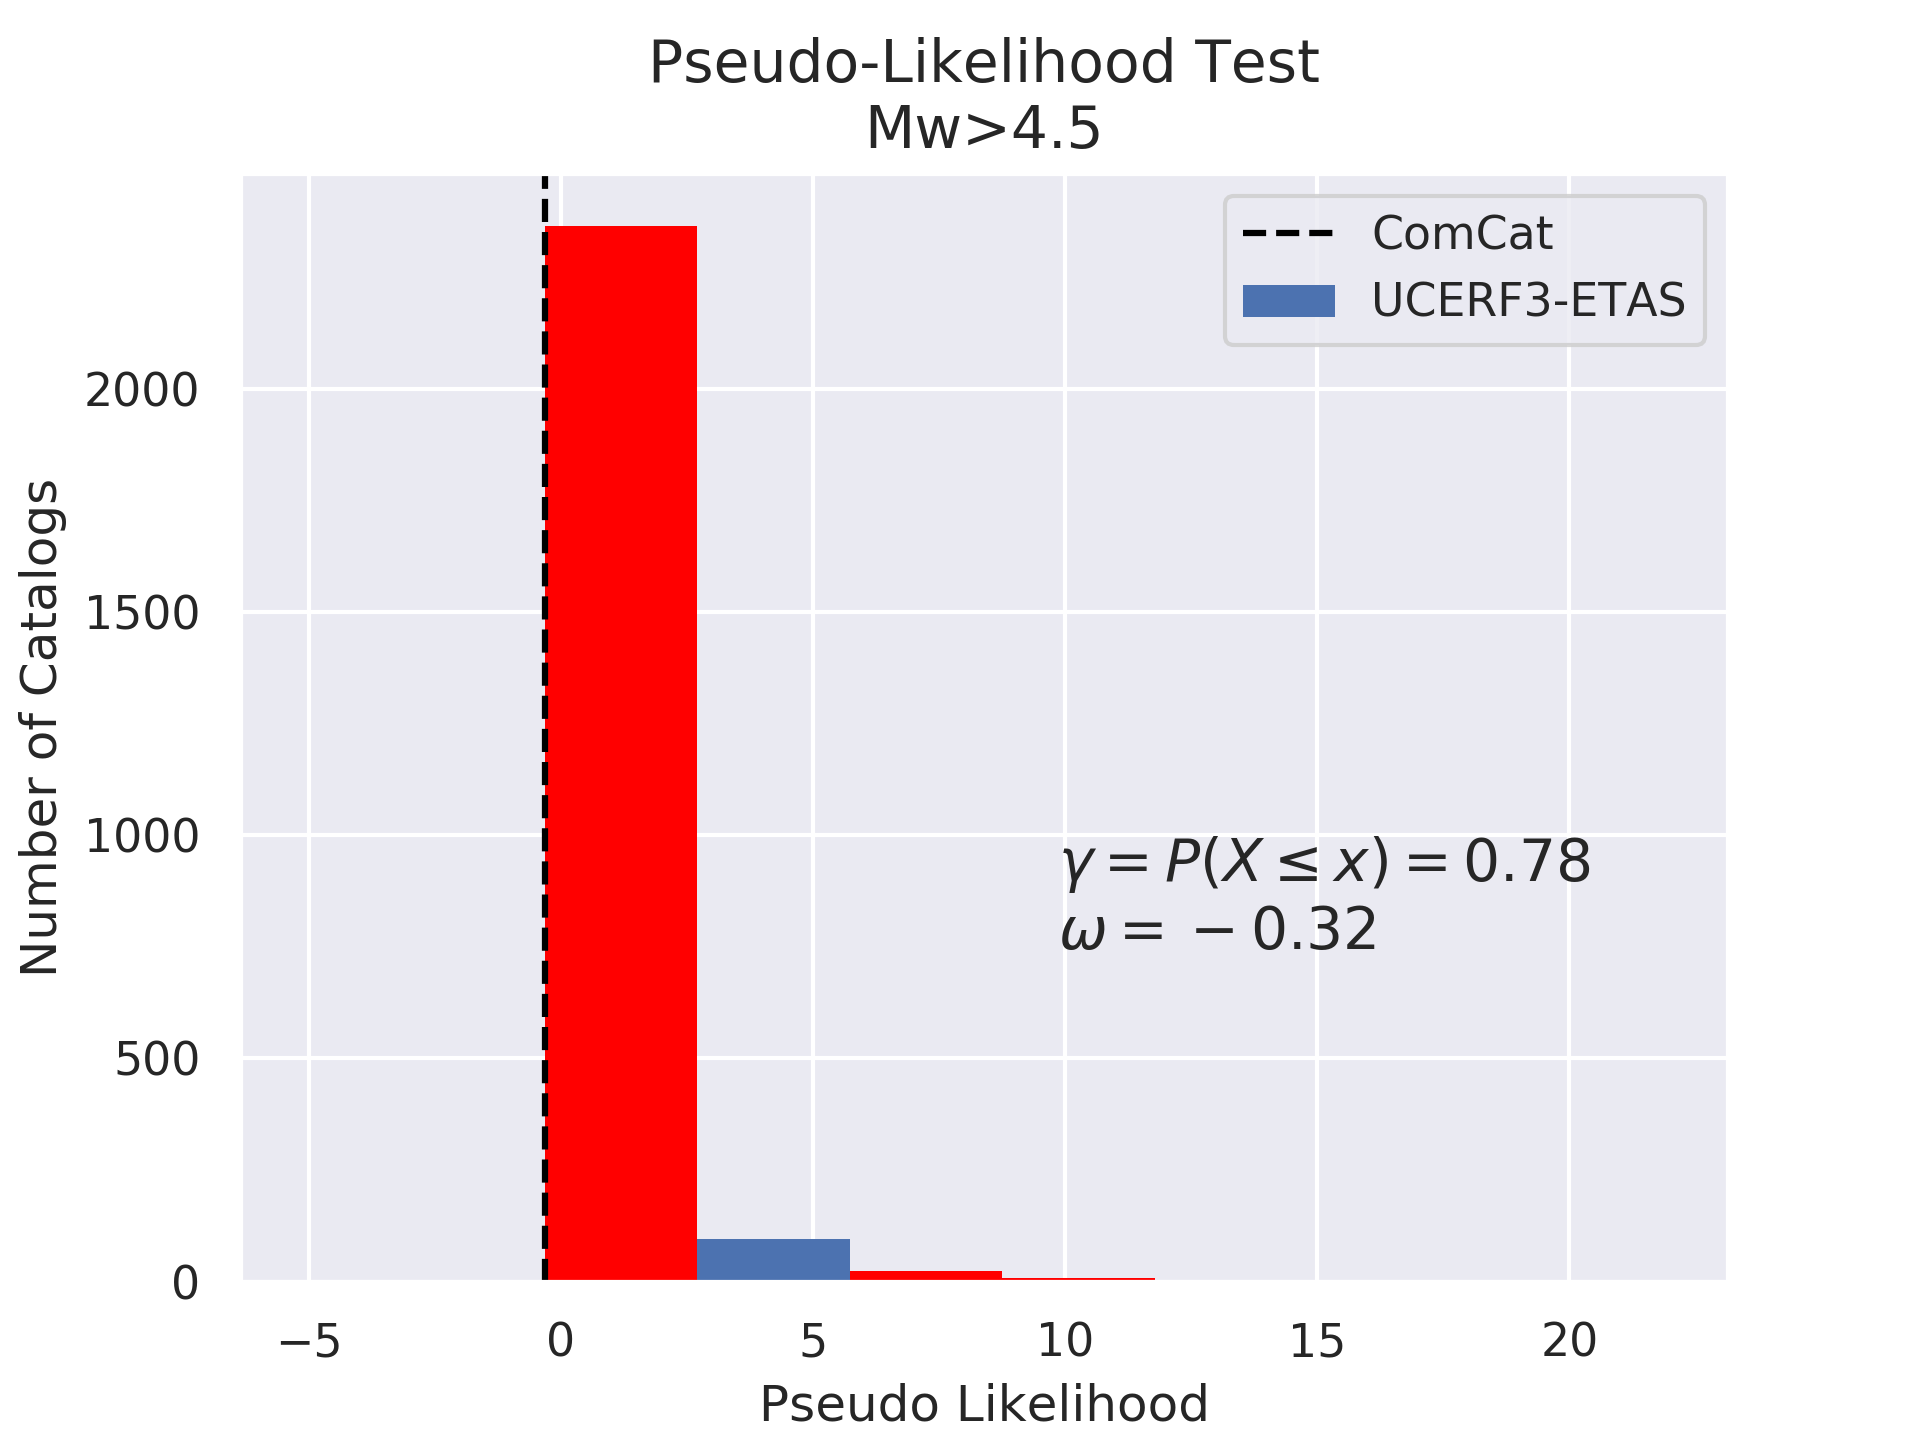 Pseudo-Likelihood Test
Mw>4.5
ComCat
UCERF3-ETAS
2000
1500
1000
500
0
Number of Catalogs
γ = P(X ≤ x) = 0.78
ω = −0.32
−5 0 5 10 15 20
Pseudo Likelihood